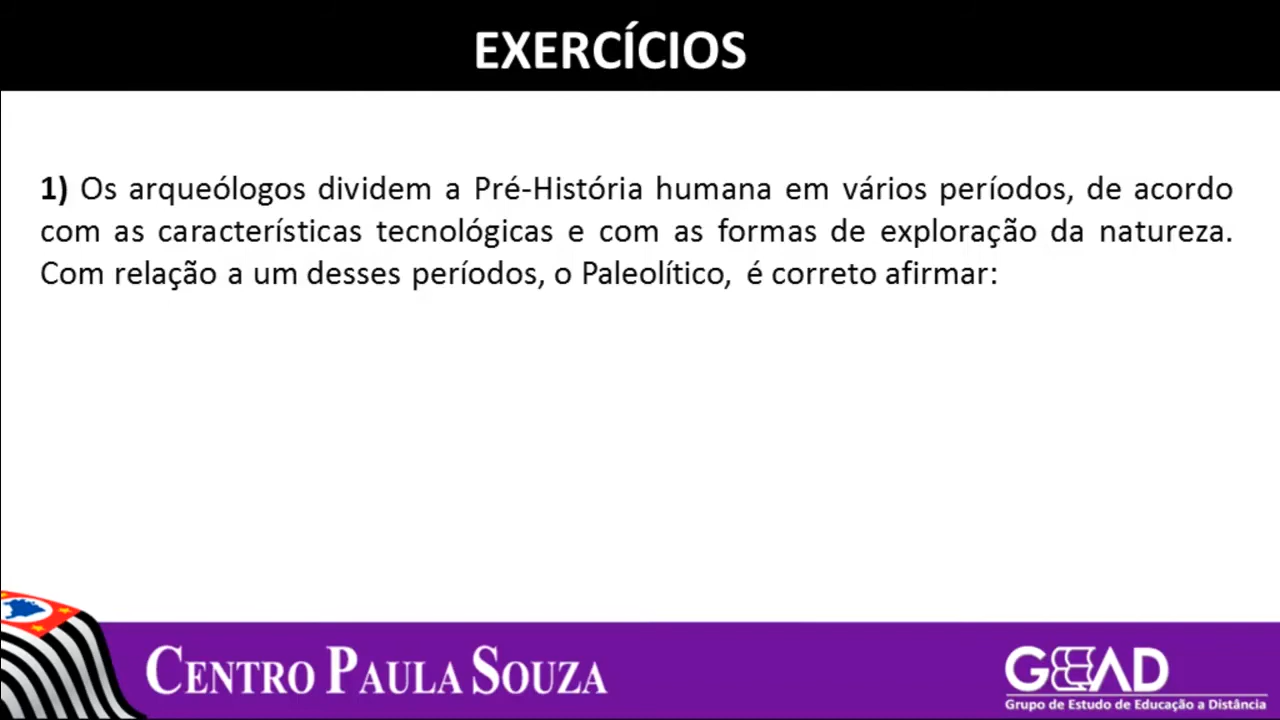 EXERCÍCIOS
1) Os arqueólogos dividem a Pré-História humana em vários períodos, de acordo
com as características tecnológicas e com as formas de exploração da natureza.
Com relação a um desses períodos, o Paleolítico, é correto afirmar:
CENTRO PAULA SOUZA
GEEAD
Grupo de Estudo de Educação a Distância